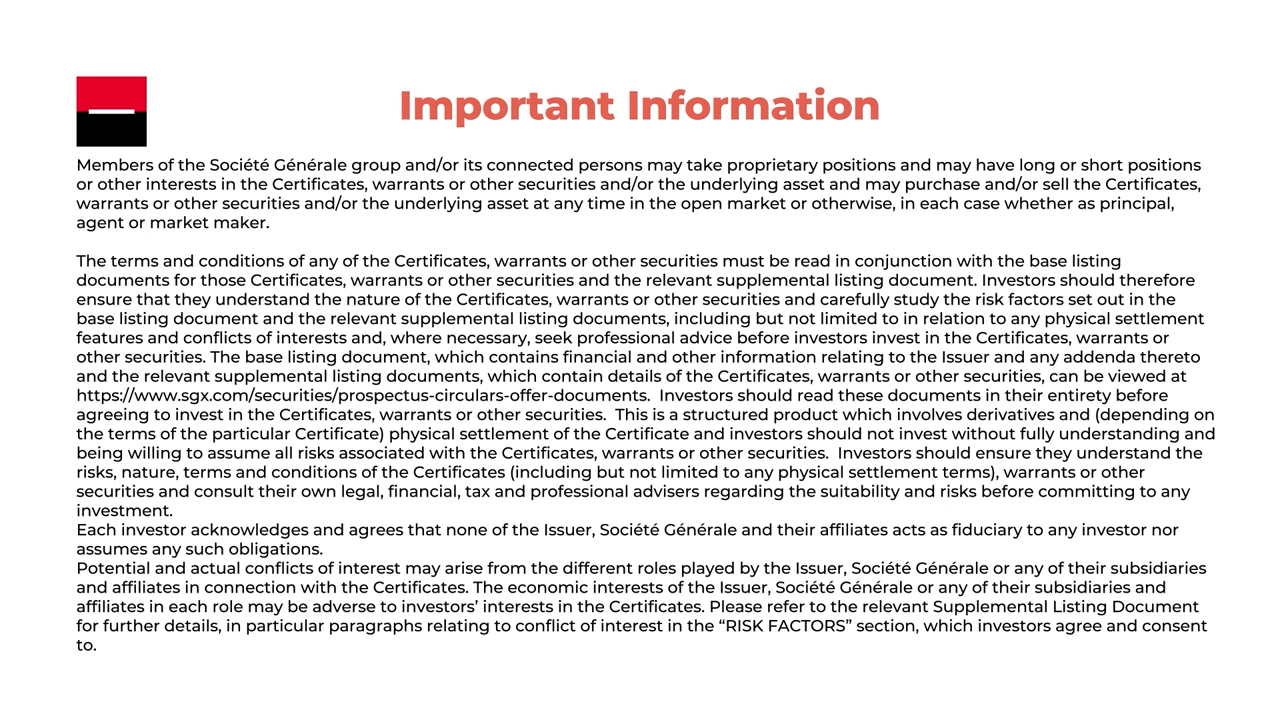 Important Information
Members of the Société Générale group and/or its connected persons may take proprietary positions and may have long or short positions
or other interests in the Certificates, warrants or other securities and/or the underlying asset and may purchase and/or sell the Certificates,
warrants or other securities and/or the underlying asset at any time in the open market or otherwise, in each case whether as principal,
agent or market maker.
The terms and conditions of any of the Certificates, warrants or other securities must be read in conjunction with the base listing
documents for those Certificates, warrants or other securities and the relevant supplemental listing document. Investors should therefore
ensure that they understand the nature of the Certificates, warrants or other securities and carefully study the risk factors set out in the
base listing document and the relevant supplemental listing documents, including but not limited to in relation to any physical settlement
features and conflicts of interests and, where necessary, seek professional advice before investors invest in the Certificates, warrants or
other securities. The base listing document, which contains financial and other information relating to the Issuer and any addenda thereto
and the relevant supplemental listing documents, which contain details of the Certificates, warrants or other securities, can be viewed at
https://www.sgx.com/securities/prospectus-circulars-offer-documents.  Investors should read these documents in their entirety before
agreeing to invest in the Certificates, warrants or other securities.  This is a structured product which involves derivatives and (depending on
the terms of the particular Certificate) physical settlement of the Certificate and investors should not invest without fully understanding and
being willing to assume all risks associated with the Certificates, warrants or other securities.  Investors should ensure they understand the
risks, nature, terms and conditions of the Certificates (including but not limited to any physical settlement terms), warrants or other
securities and consult their own legal, financial, tax and professional advisers regarding the suitability and risks before committing to any
investment.
Each investor acknowledges and agrees that none of the Issuer, Société Générale and their affiliates acts as fiduciary to any investor nor
assumes any such obligations.
Potential and actual conflicts of interest may arise from the different roles played by the Issuer, Société Générale or any of their subsidiaries
and affiliates in connection with the Certificates. The economic interests of the Issuer, Société Générale or any of their subsidiaries and
affiliates in each role may be adverse to investors’ interests in the Certificates. Please refer to the relevant Supplemental Listing Document
for further details, in particular paragraphs relating to conflict of interest in the “RISK FACTORS” section, which investors agree and consent
to.